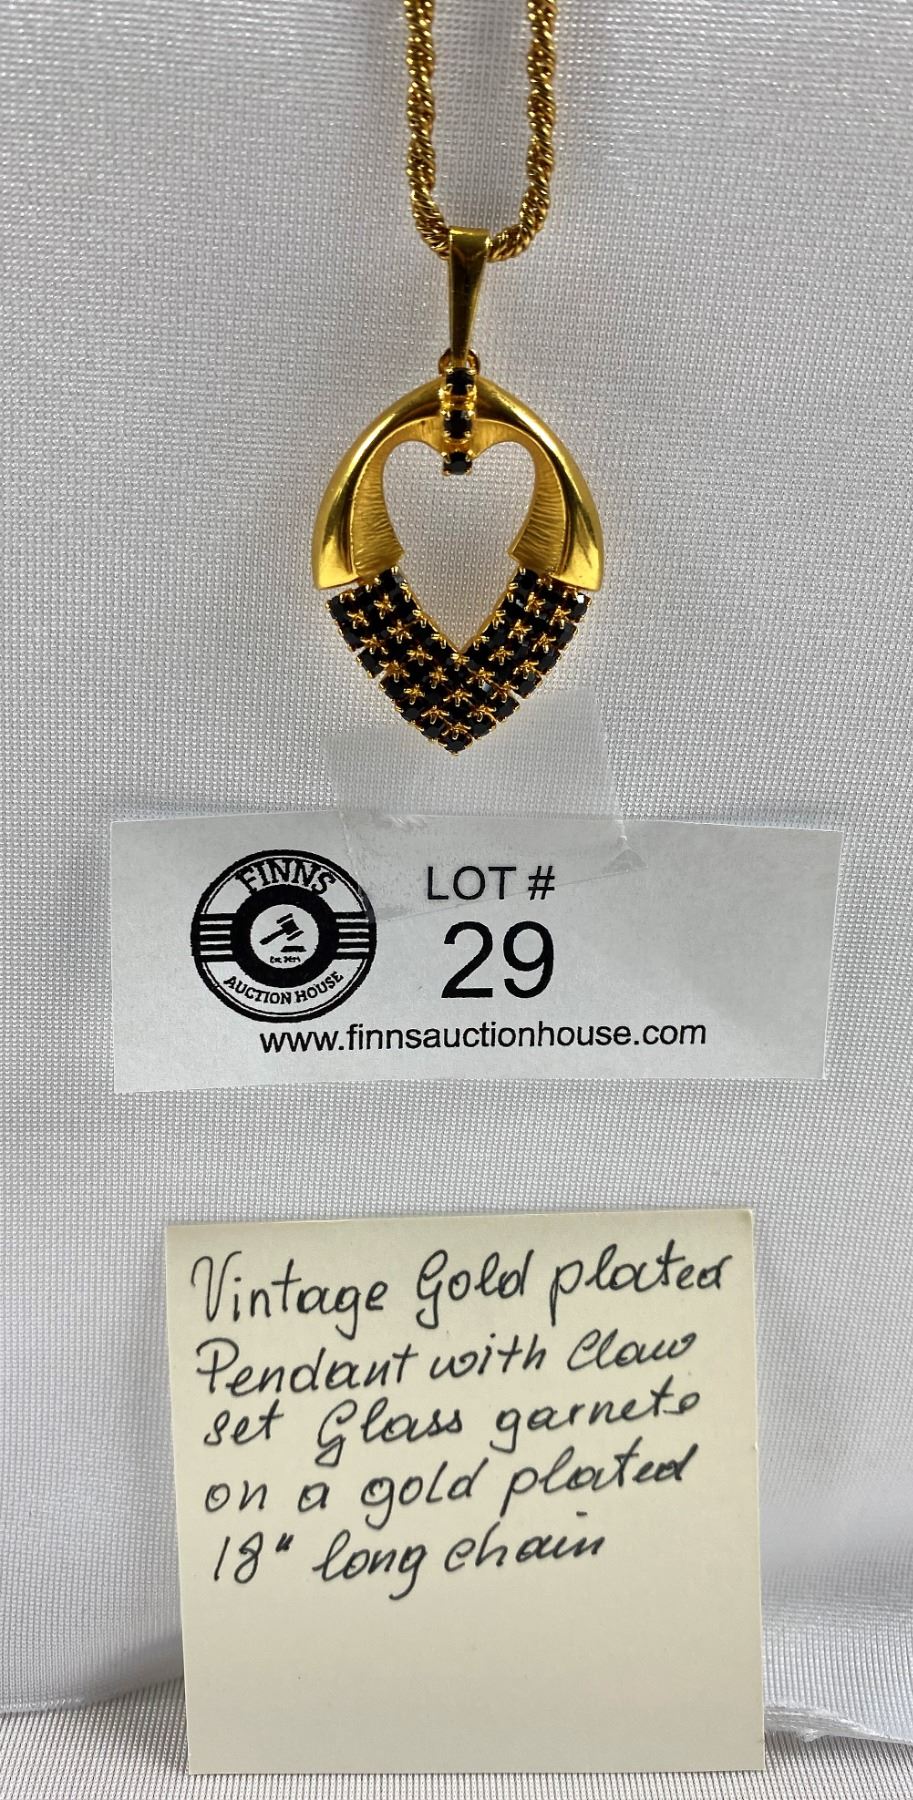 FINNS
AUCTION HOUSE
LOT #
29
www.finnsauctionhouse.com
Vintage Gold plated
Pendant with Claw
set Glass garnets
on a gold plated
18" long chain